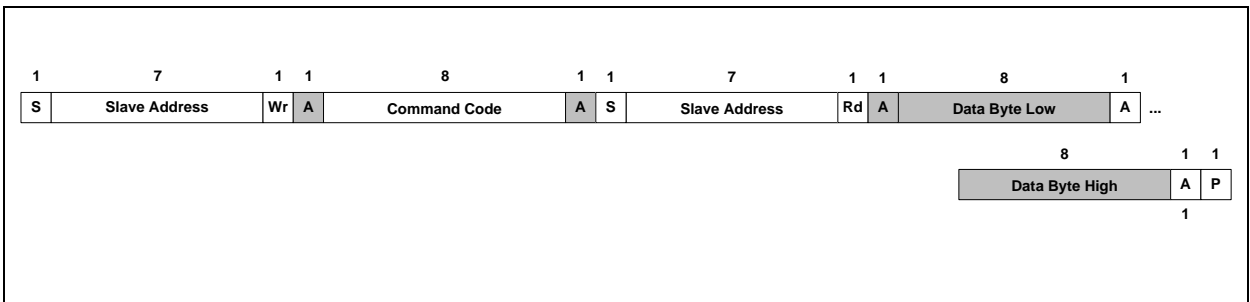 1 7 1 1 8 1 1 7 1 1 8 1
S Slave Address Wr A Command Code A S Slave Address Rd A Data Byte Low A ...
8 1 1
Data Byte High A P
1